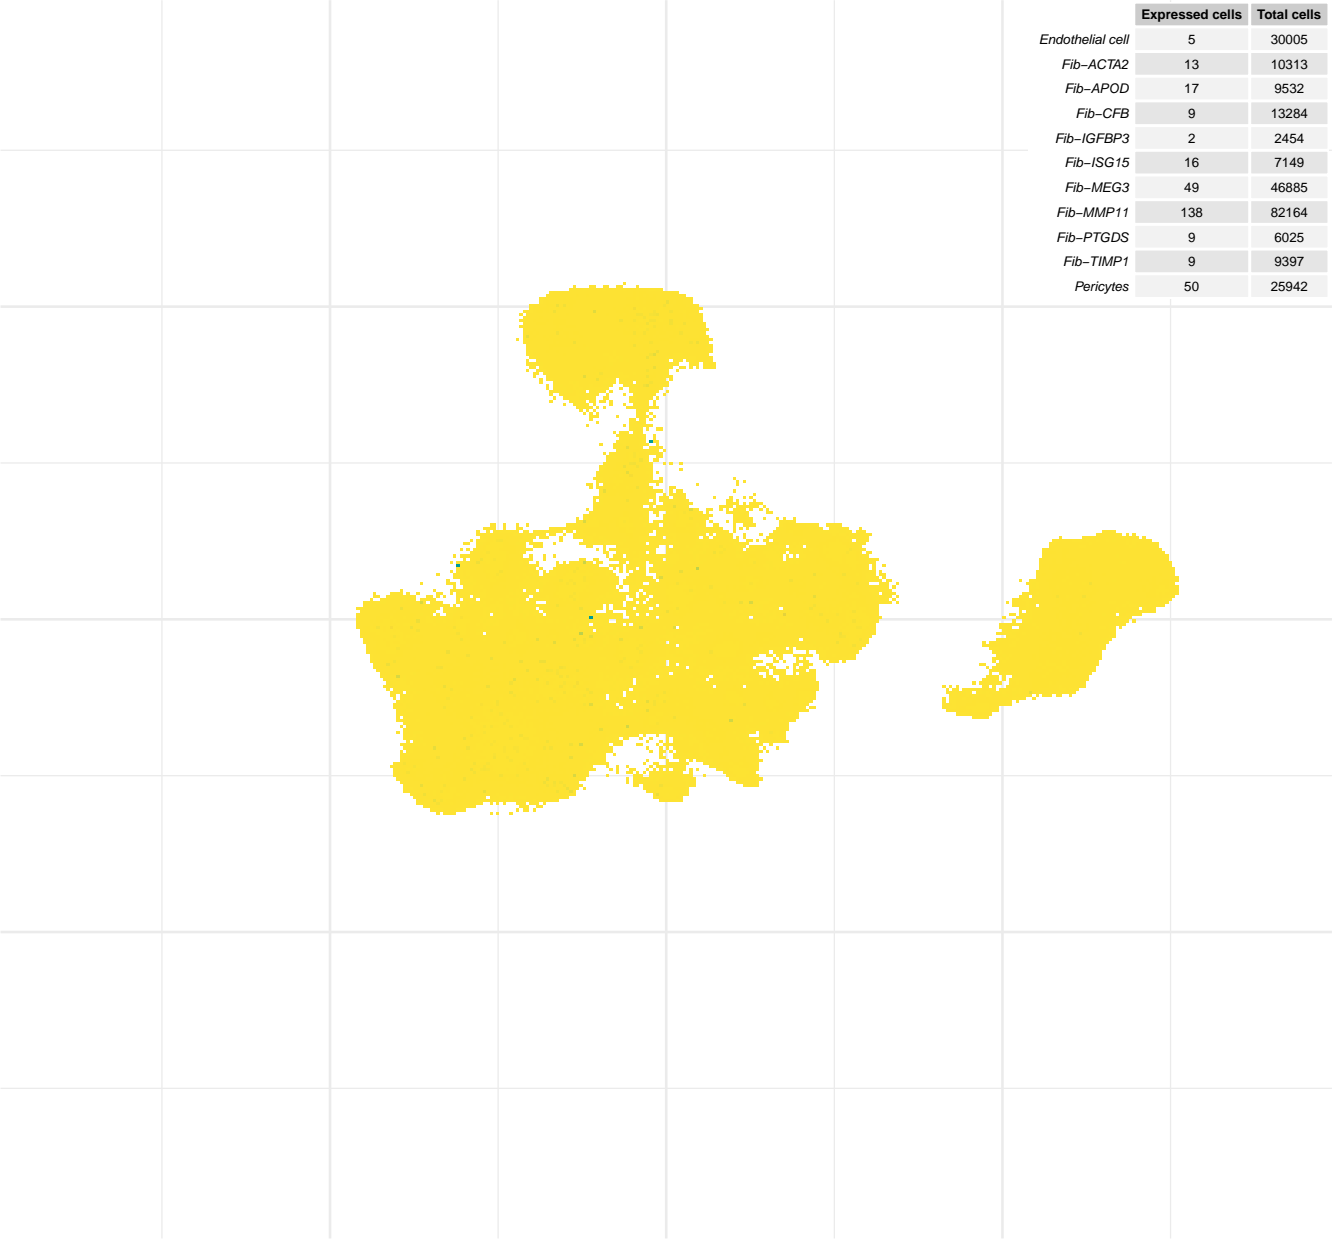 Expressed cells Total cells
Endothelial cell 5 30005
Fib−ACTA2 13 10313
Fib−APOD 17 9532
Fib−CFB 9 13284
Fib−IGFBP3 2 2454
Fib−ISG15 16 7149
Fib−MEG3 49 46885
Fib−MMP11 138 82164
Fib−PTGDS 9 6025
Fib−TIMP1 9 9397
Pericytes 50 25942